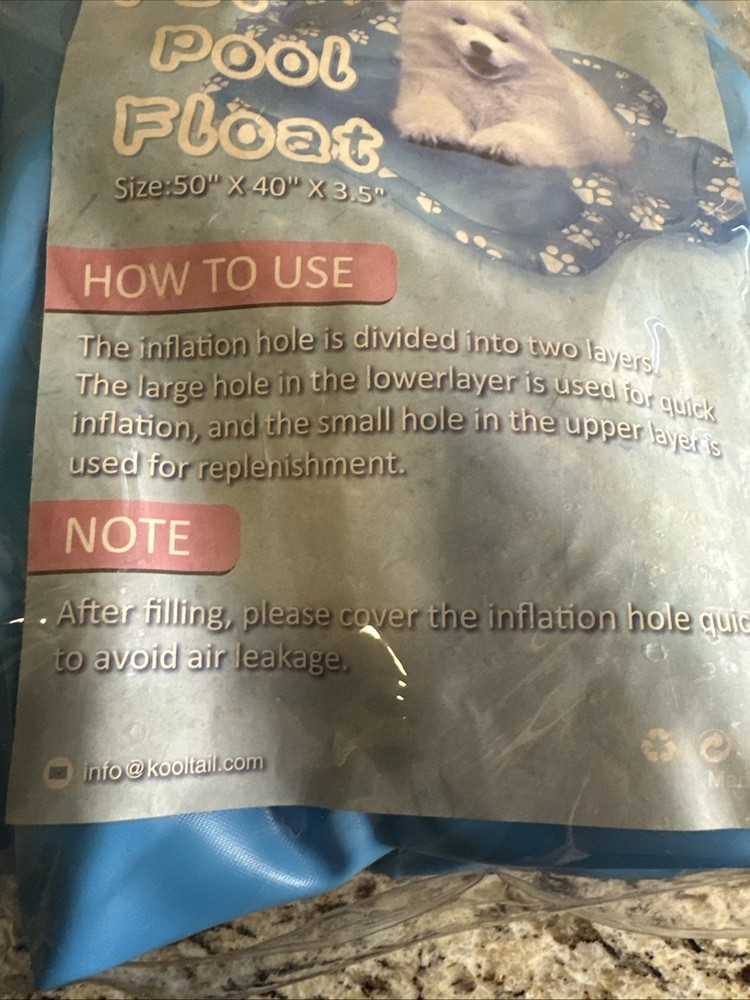 Pool
Float
Size:50" X 40" X 3.5"
HOW TO USE
The inflation hole is divided into two layers.
The large hole in the lowerlayer is used for quick
inflation, and the small hole in the upper layer is
used for replenishment.
NOTE
After filling, please cover the inflation hole quic
to avoid air leakage.
info@kooltail.com